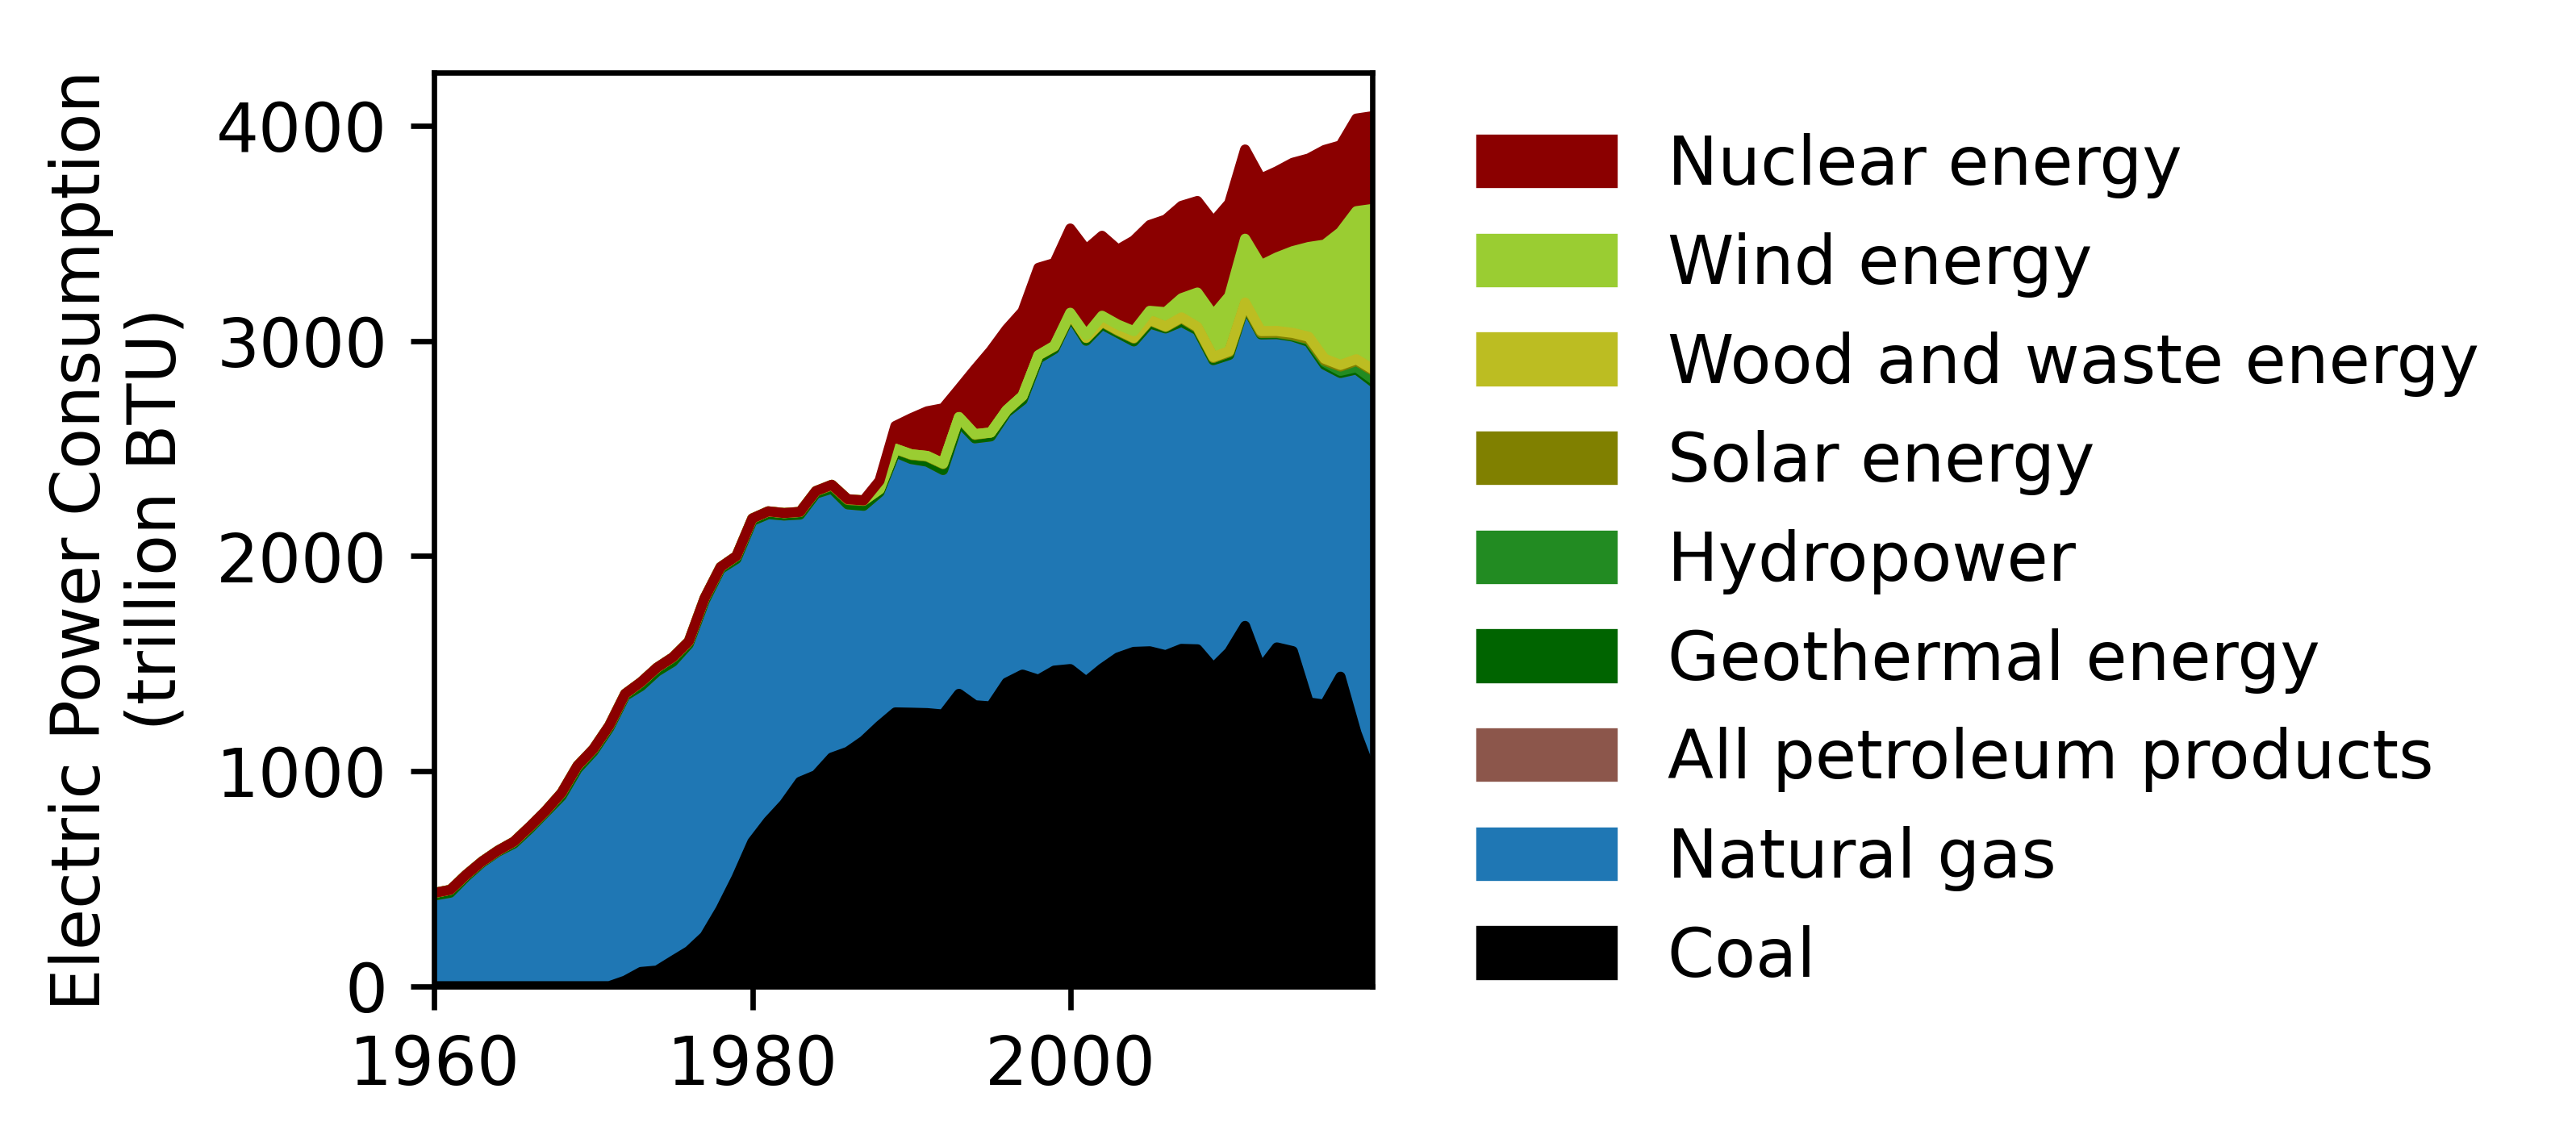 Electric Power Consumption
(trillion BTU)
4000
3000
2000
1000
0
1960
1980
2000
Nuclear energy
Wind energy
Wood and waste energy
Solar energy
Hydropower
Geothermal energy
All petroleum products
Natural gas
Coal